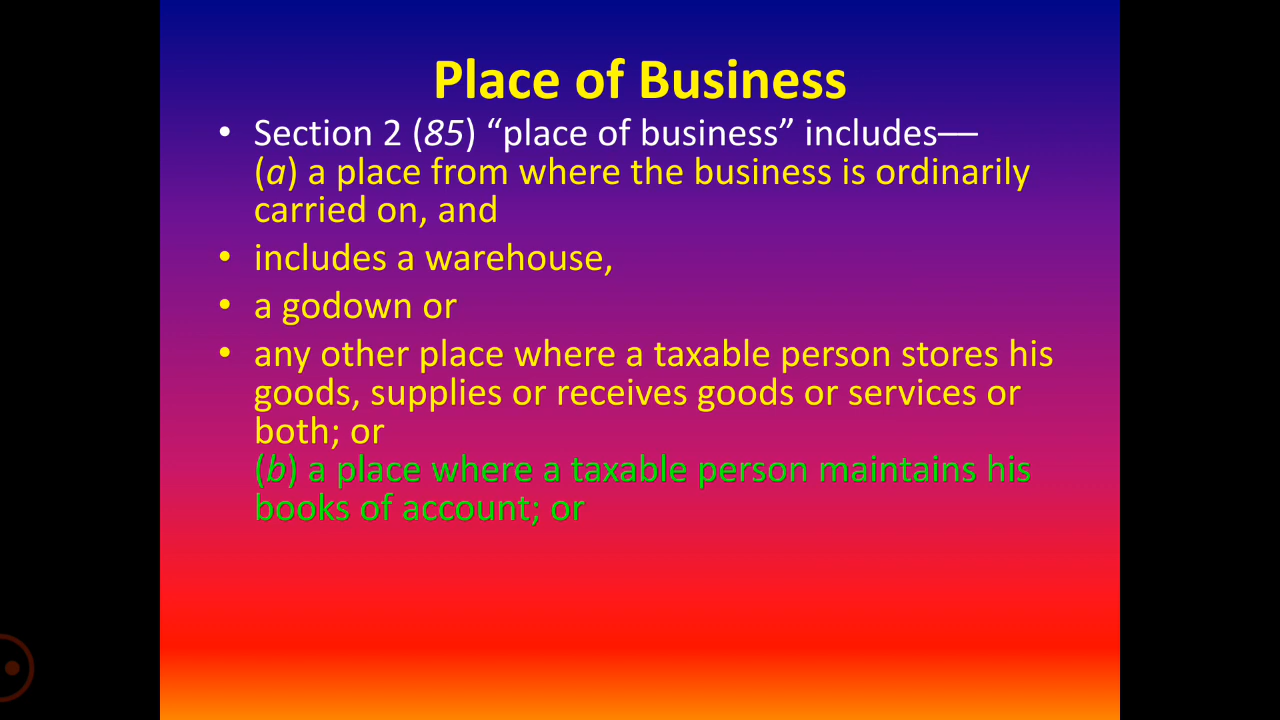 Place of Business
• Section 2 (85) “place of business” includes––
(a) a place from where the business is ordinarily
carried on, and
• includes a warehouse,
• a godown or
• any other place where a taxable person stores his
goods, supplies or receives goods or services or
both; or
(b) a place where a taxable person maintains his
books of account; or